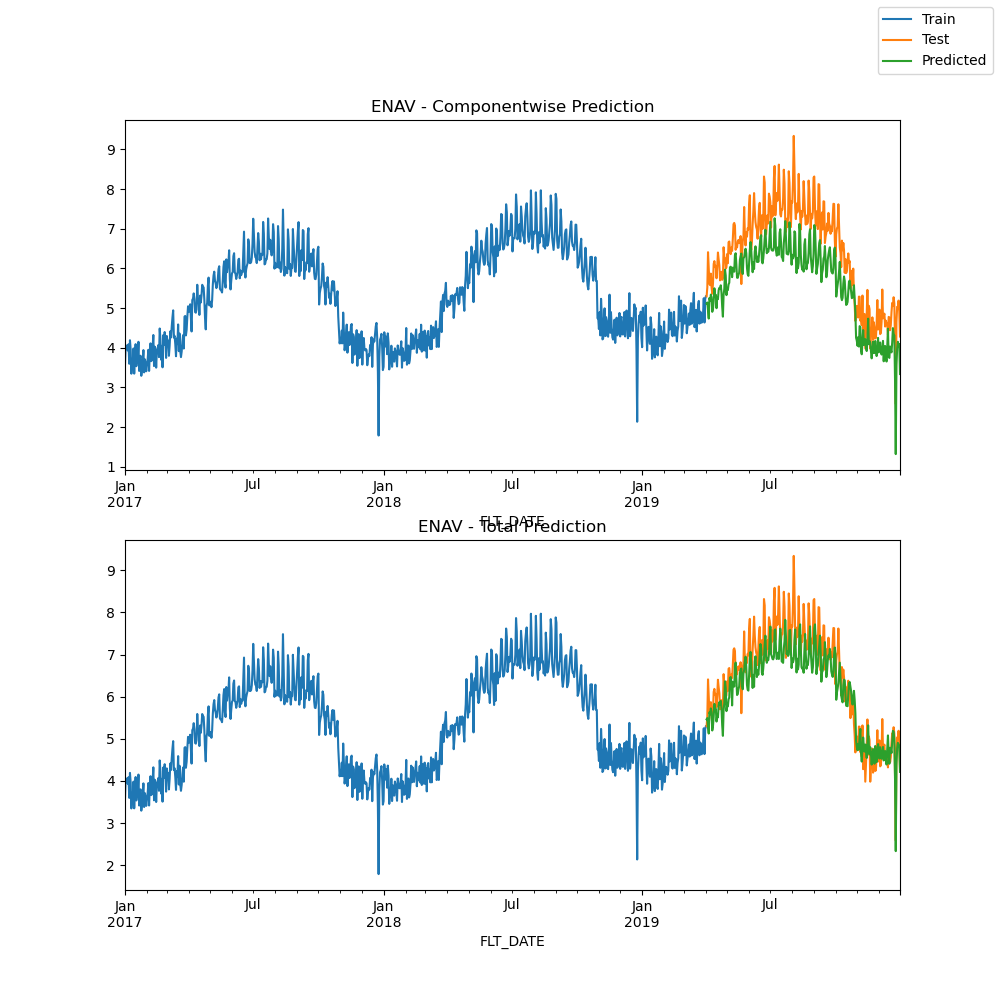 Train
Test
Predicted
ENAV - Componentwise Prediction
9
8
7
6
5
4
3
2
1
Jan Jul Jan Jul Jan Jul
2017 2018 2019
FLT_DATE
ENAV - Total Prediction
9
8
7
6
5
4
3
2
Jan Jul Jan Jul Jan Jul
2017 2018 2019
FLT_DATE